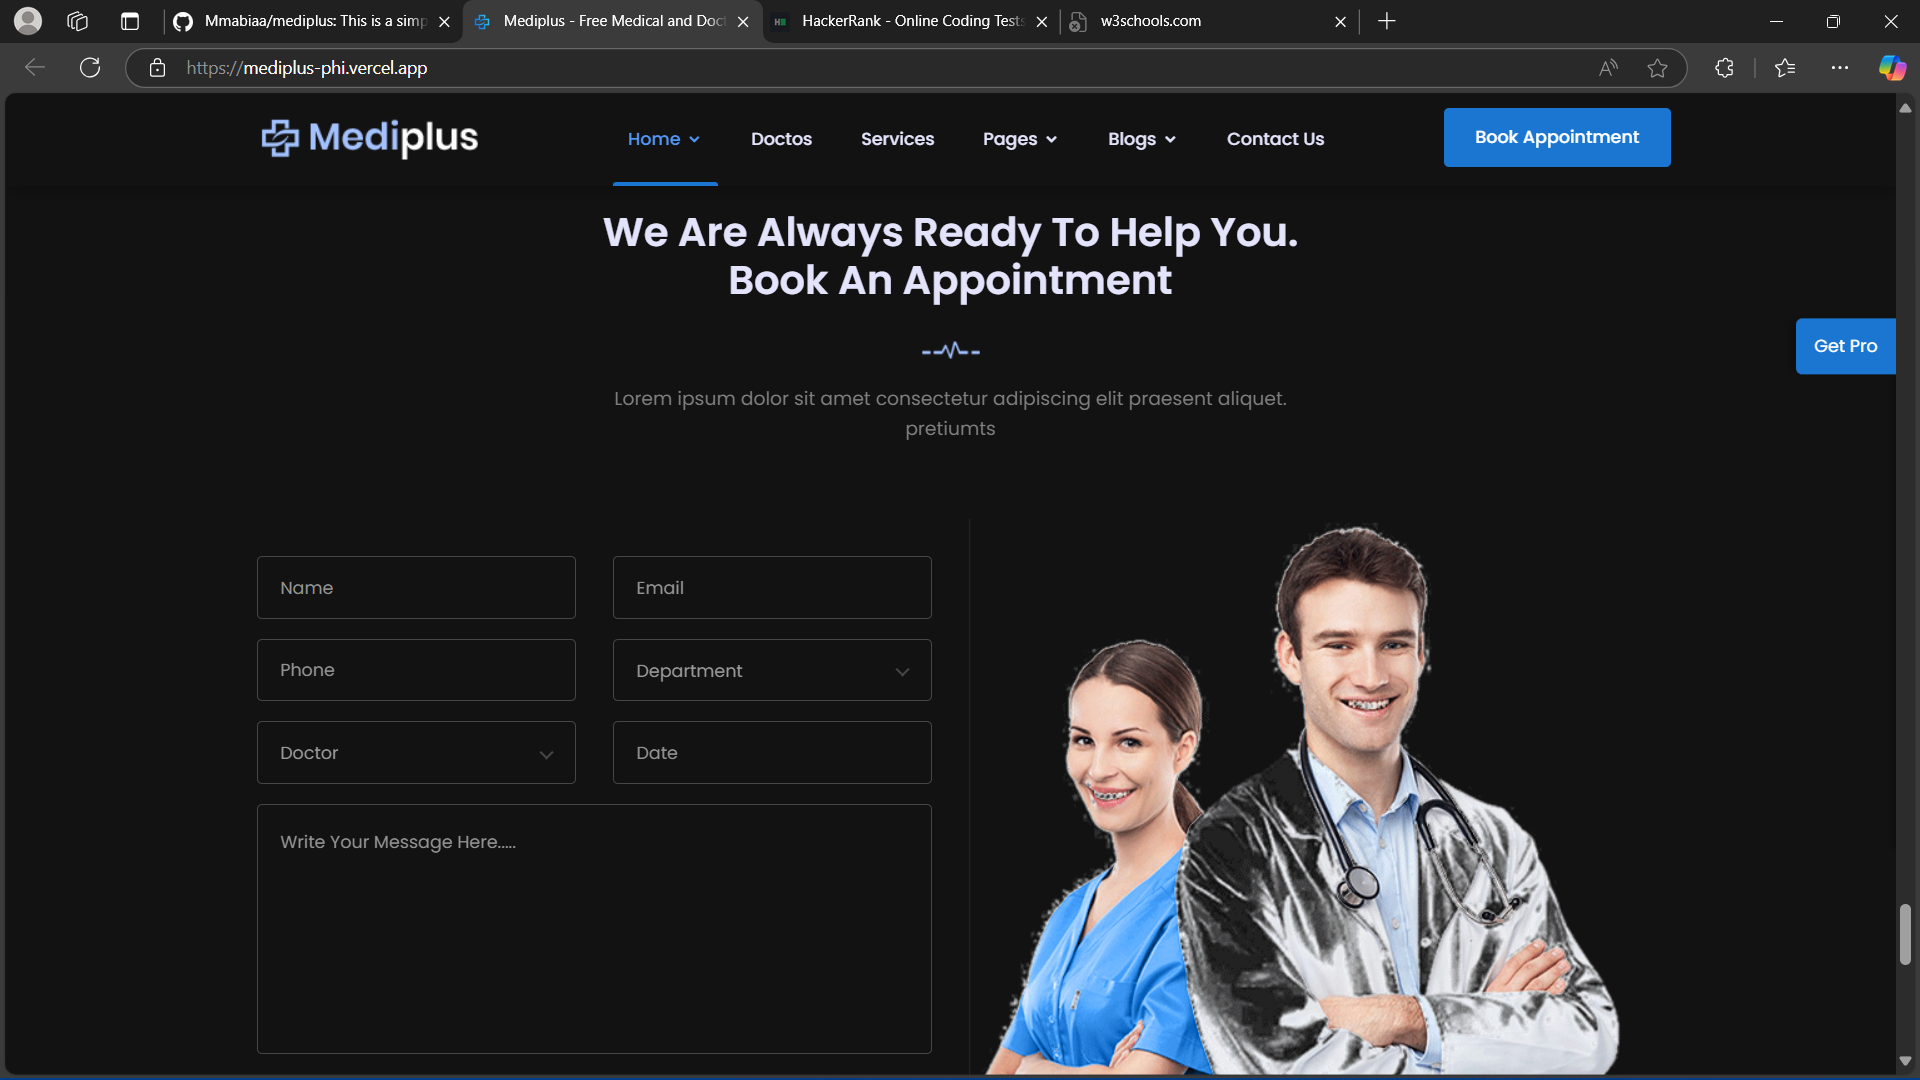 Mmabiaa/mediplus: This is a simp
Mediplus - Free Medical and Doct
HackerRank - Online Coding Tests
w3schools.com
https://mediplus-phi.vercel.app
Mediplus
Home
Doctos
Services
Pages
Blogs
Contact Us
Book Appointment
We Are Always Ready To Help You.
Book An Appointment
Get Pro
Lorem ipsum dolor sit amet consectetur adipiscing elit praesent aliquet.
pretiumts
Name
Email
Phone
Department
Doctor
Date
Write Your Message Here.....